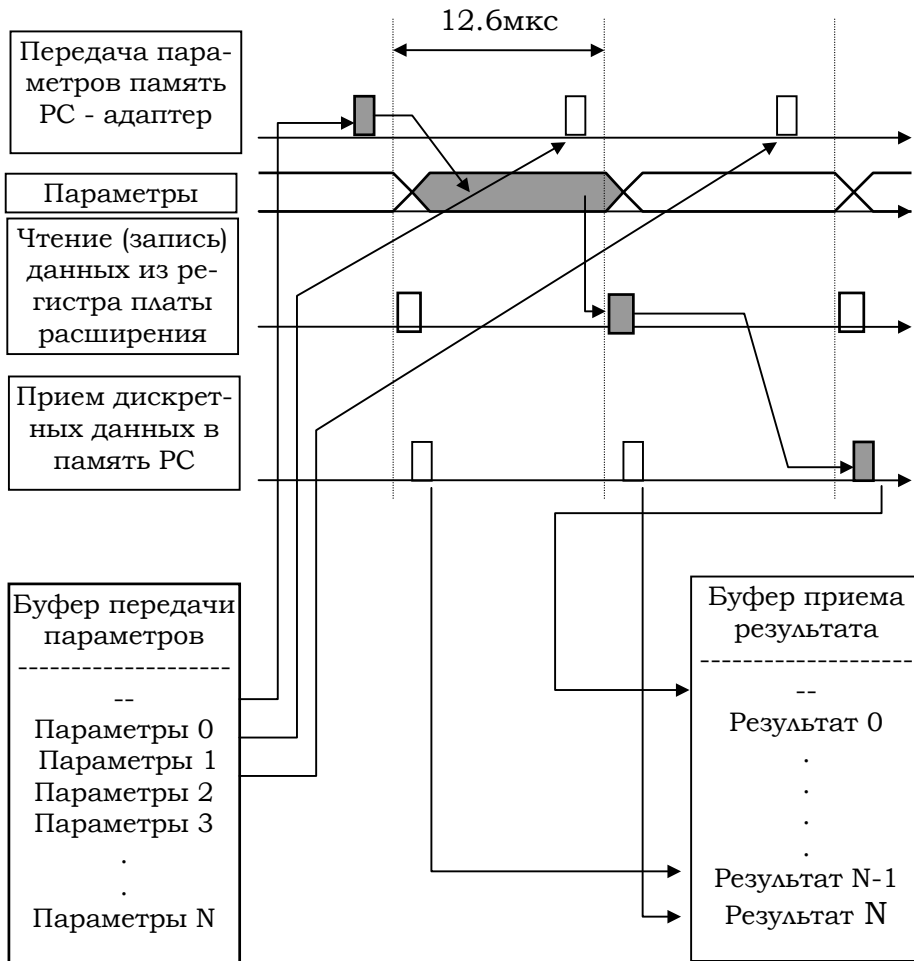 12.6мкс
Передача пара-
метров память
РС - адаптер
Параметры
Чтение (запись)
данных из ре-
гистра платы
расширения
Прием дискрет-
ных данных в
память РС
Буфер передачи
параметров
--------------------
--
Параметры 0
Параметры 1
Параметры 2
Параметры 3
.
.
Параметры N
Буфер приема
результата
--------------------
--
Результат 0
.
.
.
.
Результат N-1
Результат N